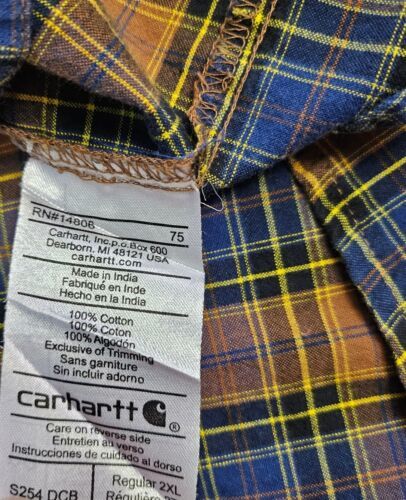 RN#14806
75
Carhartt, Inc.p.o.Box 600
Dearborn, MI 48121 USA
carhartt.com
Made in India
Fabriqué en Inde
Hecho en la India
100% Cotton
100% Coton
100% Algodón
Exclusive of Trimming
Sans garniture
Sin incluir adorno
carhartt
Care on reverse side
Entretien au verso
Instrucciones de cuidado al dorso
S254 DCB
Regular 2XL
Régulière